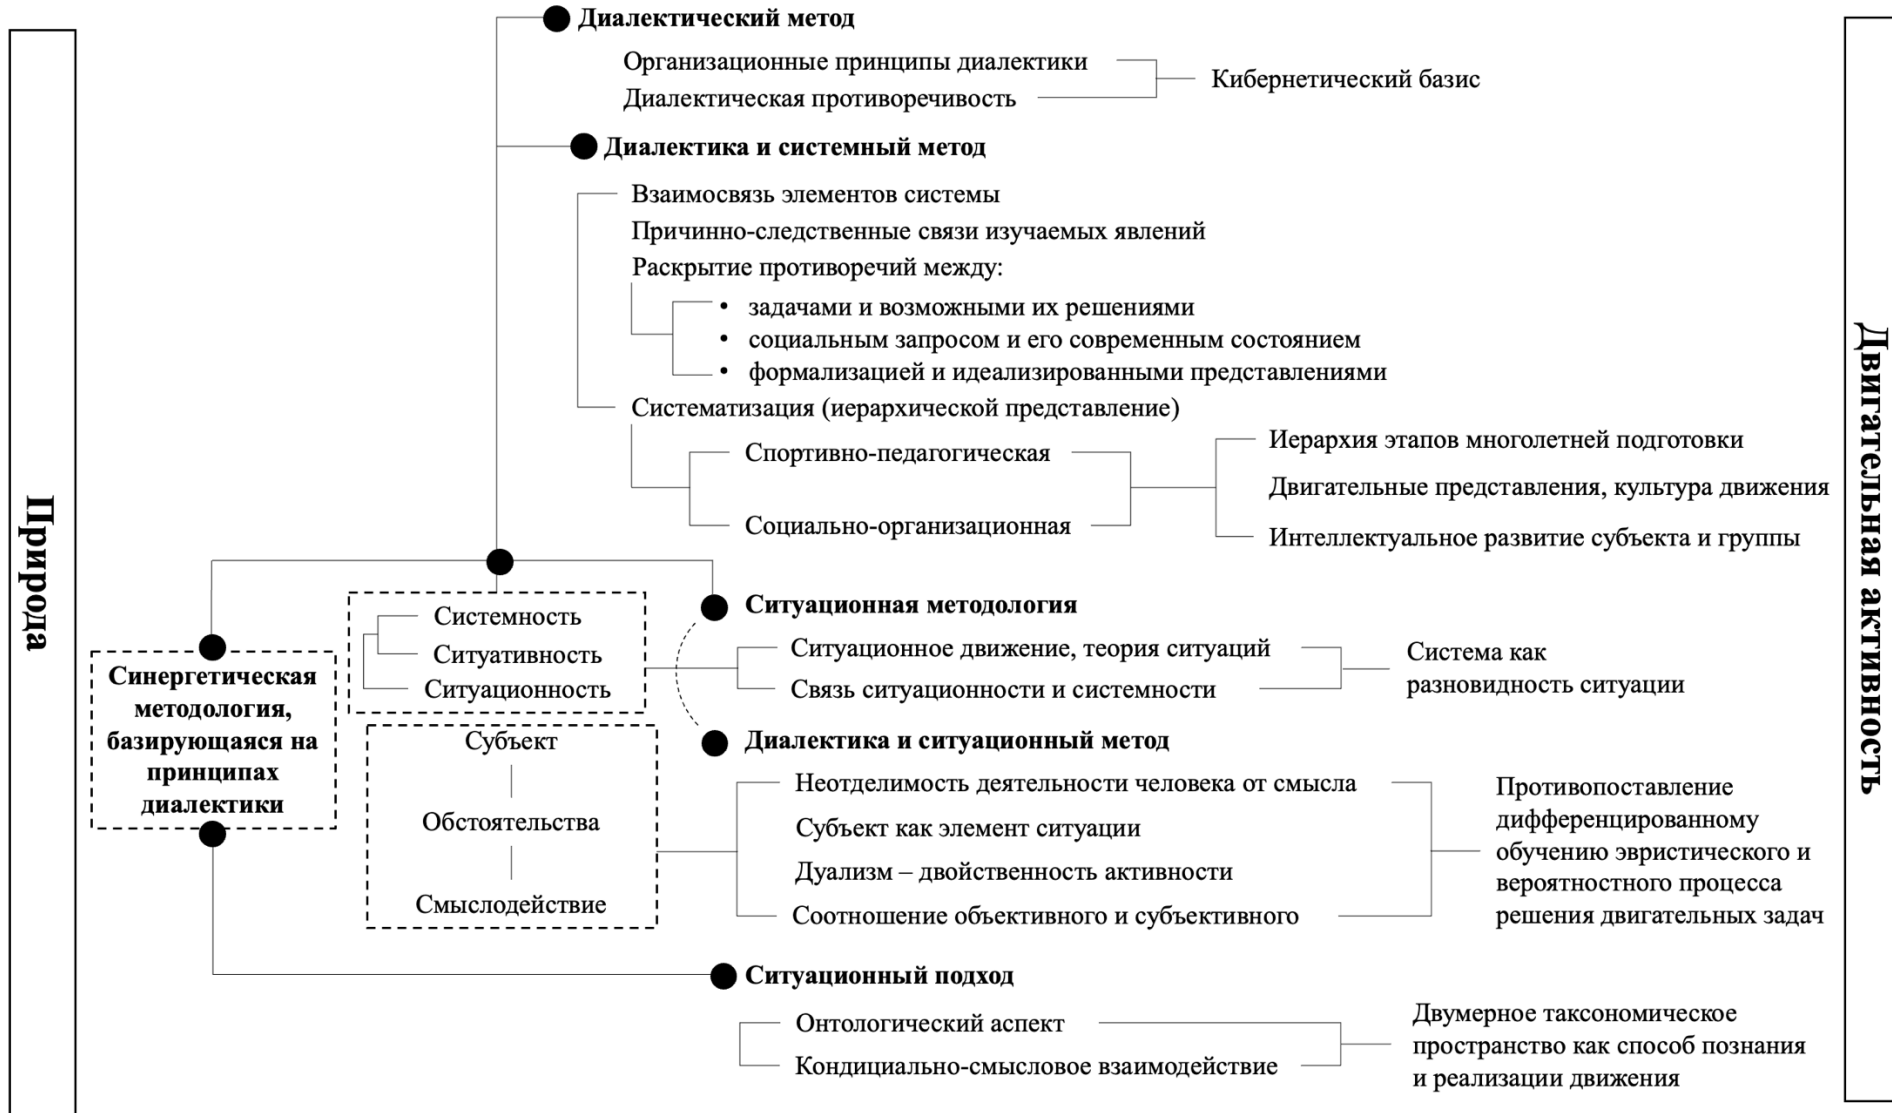 Природа
Диалектический метод
Организационные принципы диалектики
Диалектическая противоречивость
Кибернетический базис
Диалектика и системный метод
Взаимосвязь элементов системы
Причинно-следственные связи изучаемых явлений
Раскрытие противоречий между:
• задачами и возможными их решениями
• социальным запросом и его современным состоянием
• формализацией и идеализированными представлениями
Систематизация (иерархической представление)
Спортивно-педагогическая
Социально-организационная
Иерархия этапов многолетней подготовки
Двигательные представления, культура движения
Интеллектуальное развитие субъекта и группы
Синергетическая
методология,
базирующаяся на
принципах
диалектики
Системность
Ситуативность
Ситуационность
Субъект
Обстоятельства
Смыслодействие
Ситуационная методология
Ситуационное движение, теория ситуаций
Связь ситуационности и системности
Система как
разновидность ситуации
Диалектика и ситуационный метод
Неотделимость деятельности человека от смысла
Субъект как элемент ситуации
Дуализм – двойственность активности
Соотношение объективного и субъективного
Противопоставление
дифференцированному
обучению эвристического и
вероятностного процесса
решения двигательных задач
Ситуационный подход
Онтологический аспект
Кондициально-смысловое взаимодействие
Двумерное таксономическое
пространство как способ познания
и реализации движения
Двигательная активность